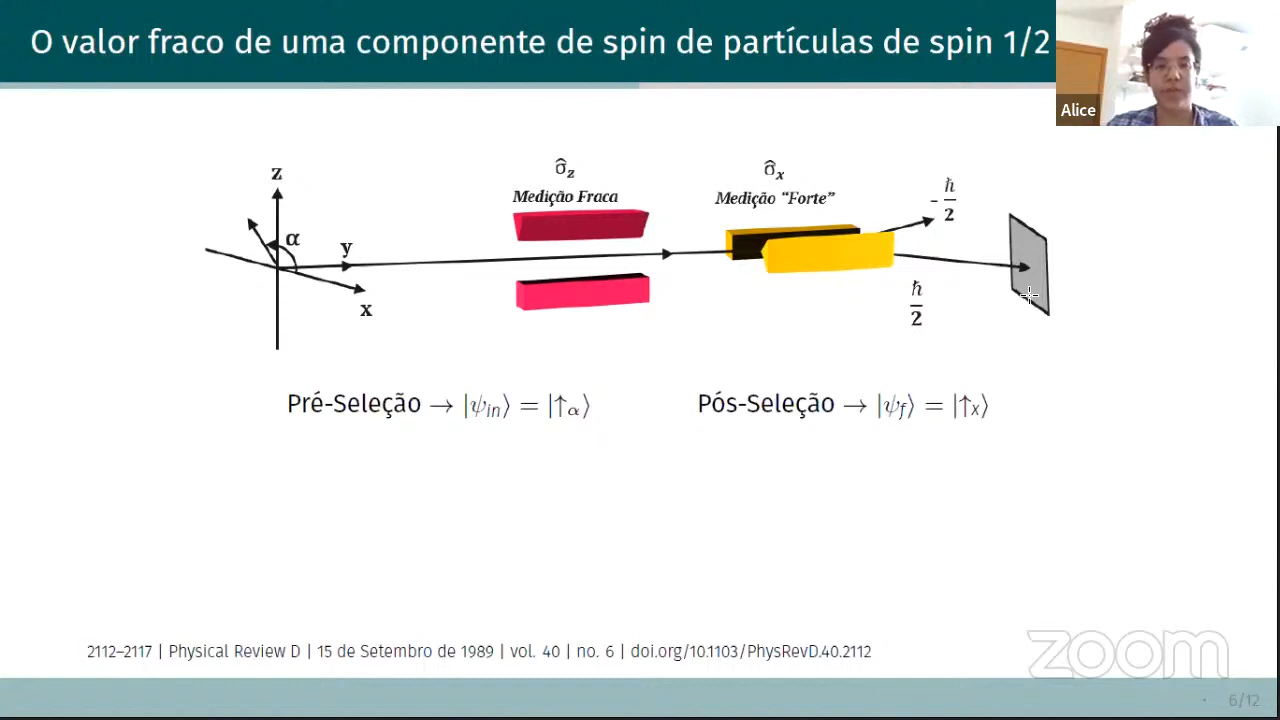 O valor fraco de uma componente de spin de partículas de spin 1/2
Alice
z
α
y
x
σ̂z
Medição Fraca
σ̂x
Medição “Forte”
- ħ/2
ħ/2
Pré-Seleção → |ψin⟩ = |↑α⟩
Pós-Seleção → |ψf⟩ = |↑x⟩
2112–2117 | Physical Review D | 15 de Setembro de 1989 | vol. 40 | no. 6 | doi.org/10.1103/PhysRevD.40.2112
zoom
6/12